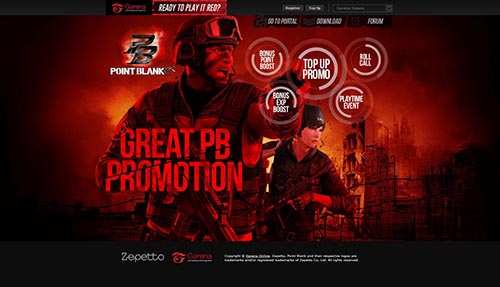 Garena
READY TO PLAY IT RED?
Register
Top Up
Garena Games
GO TO PORTAL
DOWNLOAD
FORUM
PB
POINT BLANK
BONUS
POINT
BOOST
TOP UP
PROMO
ROLL
CALL
BONUS
EXP
BOOST
PLAYTIME
EVENT
GREAT PB
PROMOTION
Zepetto
Garena
Copyright © Garena Online. Zepetto, Point Blank and their respective logos are
trademarks and/or registered trademarks of Zepetto Co, Ltd. All rights reserved.